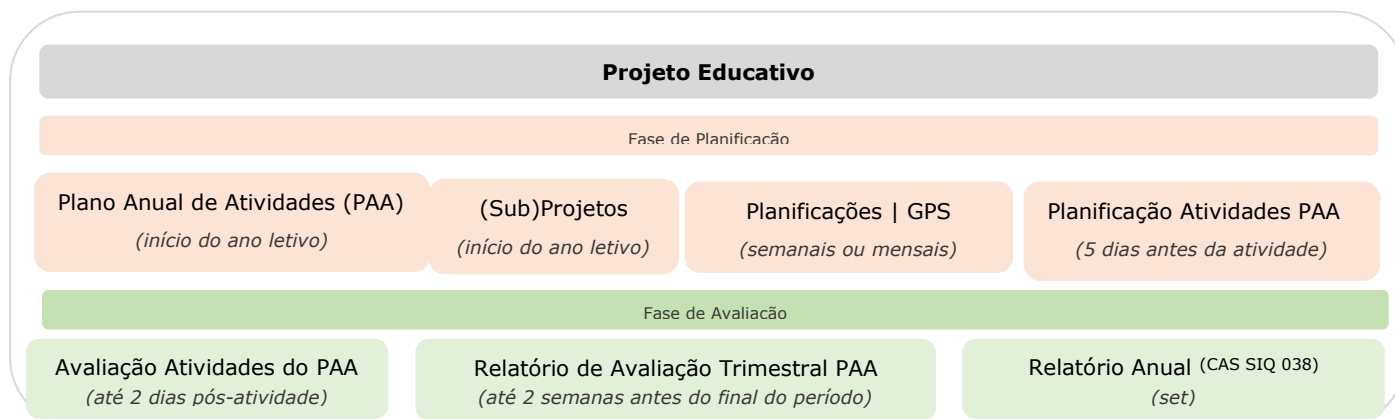 Projeto Educativo
Fase de Planificação
Plano Anual de Atividades (PAA)
(início do ano letivo)
(Sub)Projetos
(início do ano letivo)
Planificações | GPS
(semanais ou mensais)
Planificação Atividades PAA
(5 dias antes da atividade)
Fase de Avaliação
Avaliação Atividades do PAA
(até 2 dias pós-atividade)
Relatório de Avaliação Trimestral PAA
(até 2 semanas antes do final do período)
Relatório Anual (CAS SIQ 038)
(set)